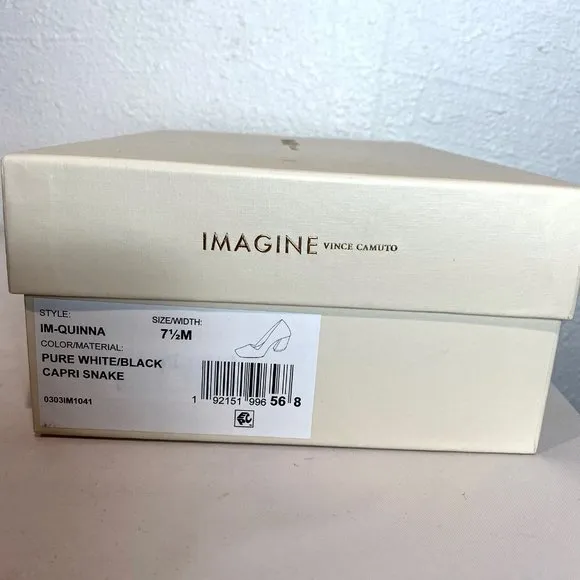 IMAGINE VINCE CAMUTO
STYLE:
IM-QUINNA
SIZE/WIDTH:
7½M
COLOR/MATERIAL:
PURE WHITE/BLACK
CAPRI SNAKE
0303IM1041
1 92151 996 56 8